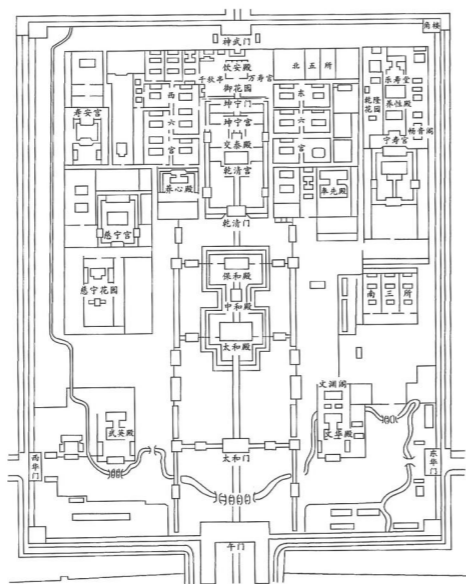 角楼
神武门
钦安殿
千秋亭
万寿宫
御花园
北五所
乐寿堂
乾隆花园
养性殿
坤宁门
西六宫
东六宫
寿安宫
坤宁宫
畅音阁
交泰殿
宁寿宫
乾清宫
养心殿
奉先殿
乾清门
慈宁宫
保和殿
慈宁花园
中和殿
南三所
太和殿
文渊阁
武英殿
文华殿
太和门
西华门
东华门
午门